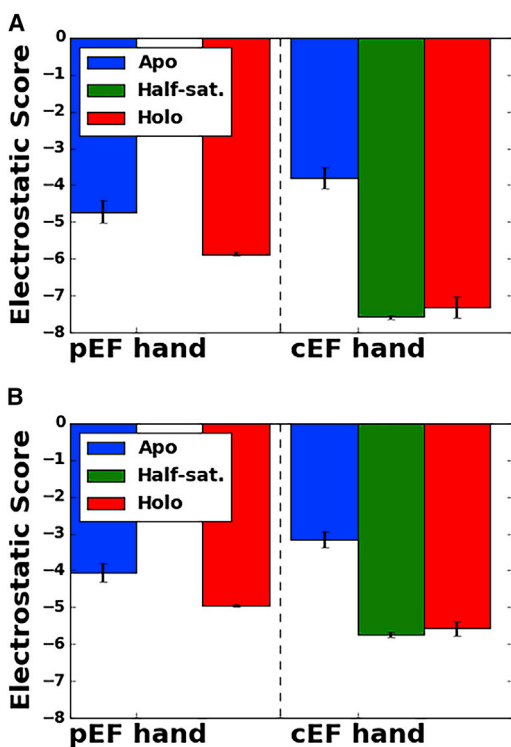 A
Electrostatic Score
0
−1
−2
−3
−4
−5
−6
−7
−8
Apo
Half-sat.
Holo
pEF hand
cEF hand
B
Electrostatic Score
0
−1
−2
−3
−4
−5
−6
−7
−8
Apo
Half-sat.
Holo
pEF hand
cEF hand